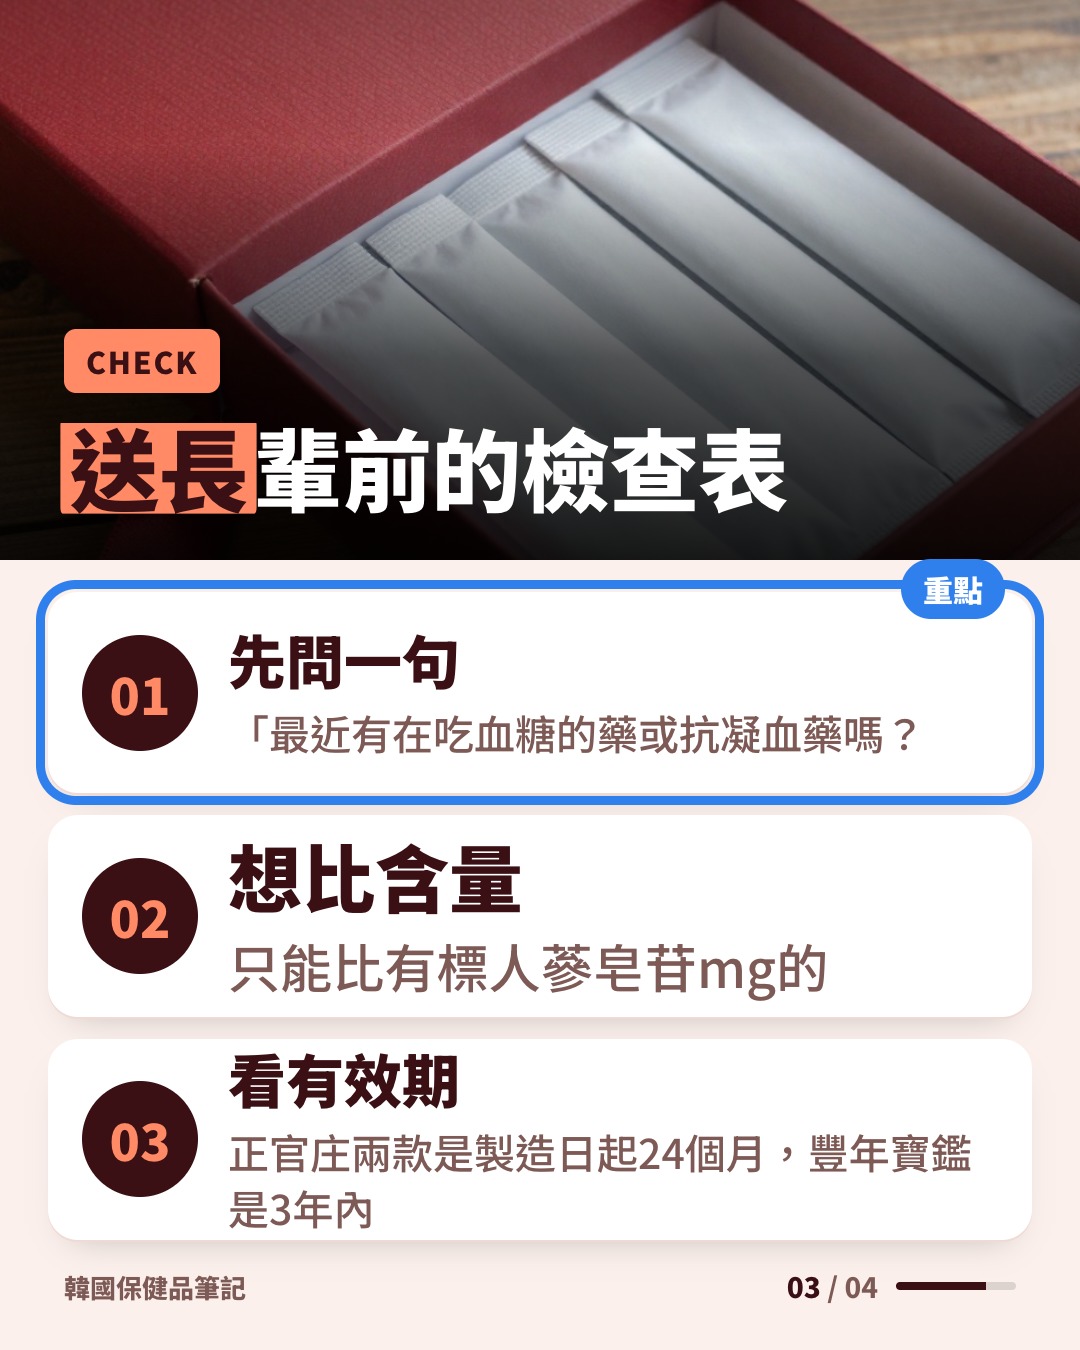 CHECK
送長輩前的檢查表
重點
01
先問一句
「最近有在吃血糖的藥或抗凝血藥嗎？
02
想比含量
只能比有標人蔘皂苷mg的
03
看有效期
正官庄兩款是製造日起24個月，豐年寶鑑
是3年內
韓國保健品筆記
03 / 04